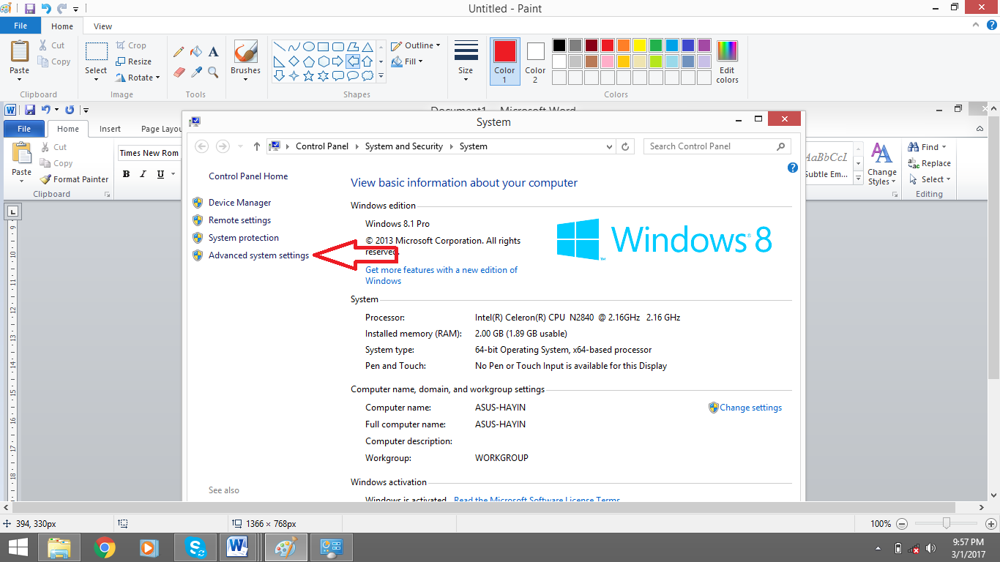 Untitled - Paint
File Home View
Paste
Cut
Copy
Clipboard
Select
Crop
Resize
Rotate
Image
A
Tools
Brushes
Outline
Fill
Shapes
Size
Color 1
Color 2
Edit colors
Colors
Document1 - Microsoft Word
File Home Insert Page Layou
Paste
Cut
Copy
Format Painter
Clipboard
Times New Rom
B I U
AaBbCcL
Subtle Em...
Change Styles
Find
Replace
Select
Editing
System
Control Panel System and Security System
Search Control Panel
Control Panel Home
Device Manager
Remote settings
System protection
Advanced system settings
See also
View basic information about your computer
Windows edition
Windows 8.1 Pro
© 2013 Microsoft Corporation. All rights
reserved.
Get more features with a new edition of
Windows
Windows 8
System
Processor: Intel(R) Celeron(R) CPU N2840 @ 2.16GHz 2.16 GHz
Installed memory (RAM): 2.00 GB (1.89 GB usable)
System type: 64-bit Operating System, x64-based processor
Pen and Touch: No Pen or Touch Input is available for this Display
Computer name, domain, and workgroup settings
Computer name: ASUS-HAYIN
Change settings
Full computer name: ASUS-HAYIN
Computer description:
Workgroup: WORKGROUP
Windows activation
Windows is activated Read the Microsoft Software License Terms
394, 330px
1366 × 768px
100%
9:57 PM
3/1/2017